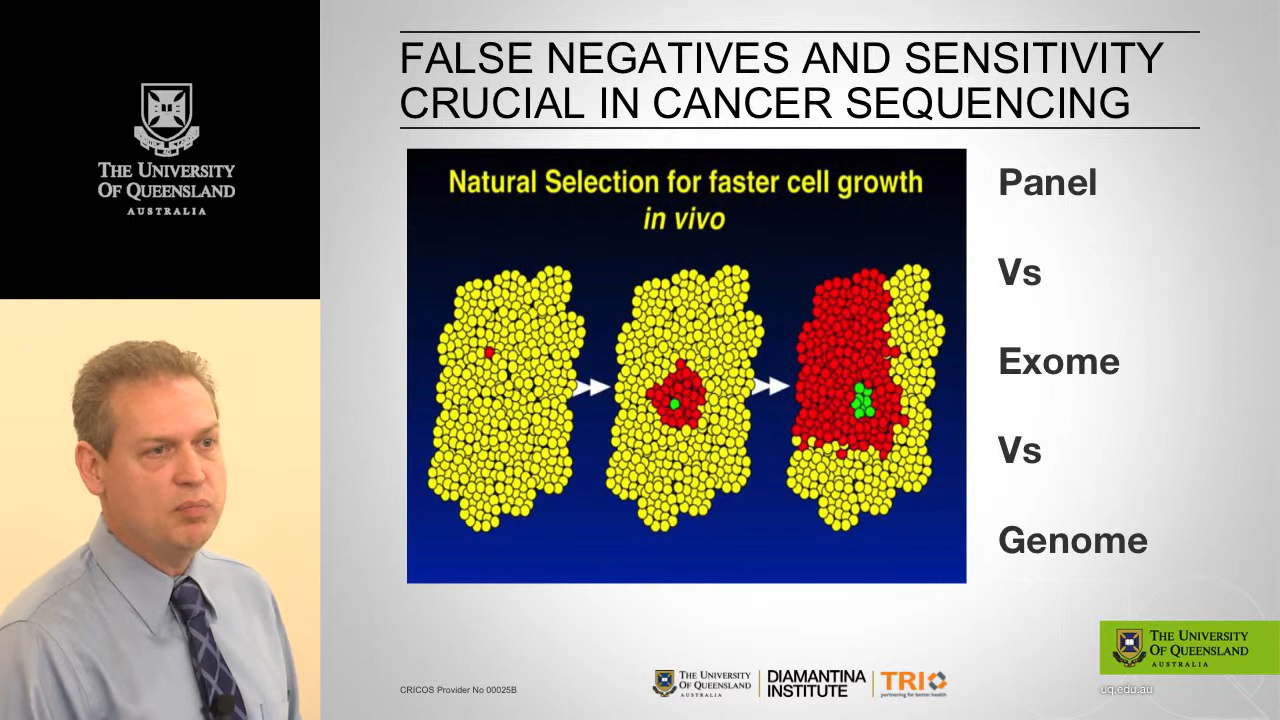 THE UNIVERSITY
OF QUEENSLAND
AUSTRALIA
FALSE NEGATIVES AND SENSITIVITY
CRUCIAL IN CANCER SEQUENCING
Natural Selection for faster cell growth
in vivo
Panel
Vs
Exome
Vs
Genome
THE UNIVERSITY
OF QUEENSLAND
AUSTRALIA
CRICOS Provider No 00025B
THE UNIVERSITY
OF QUEENSLAND
AUSTRALIA
DIAMANTINA
INSTITUTE
TRI
partnering for better health
uq.edu.au